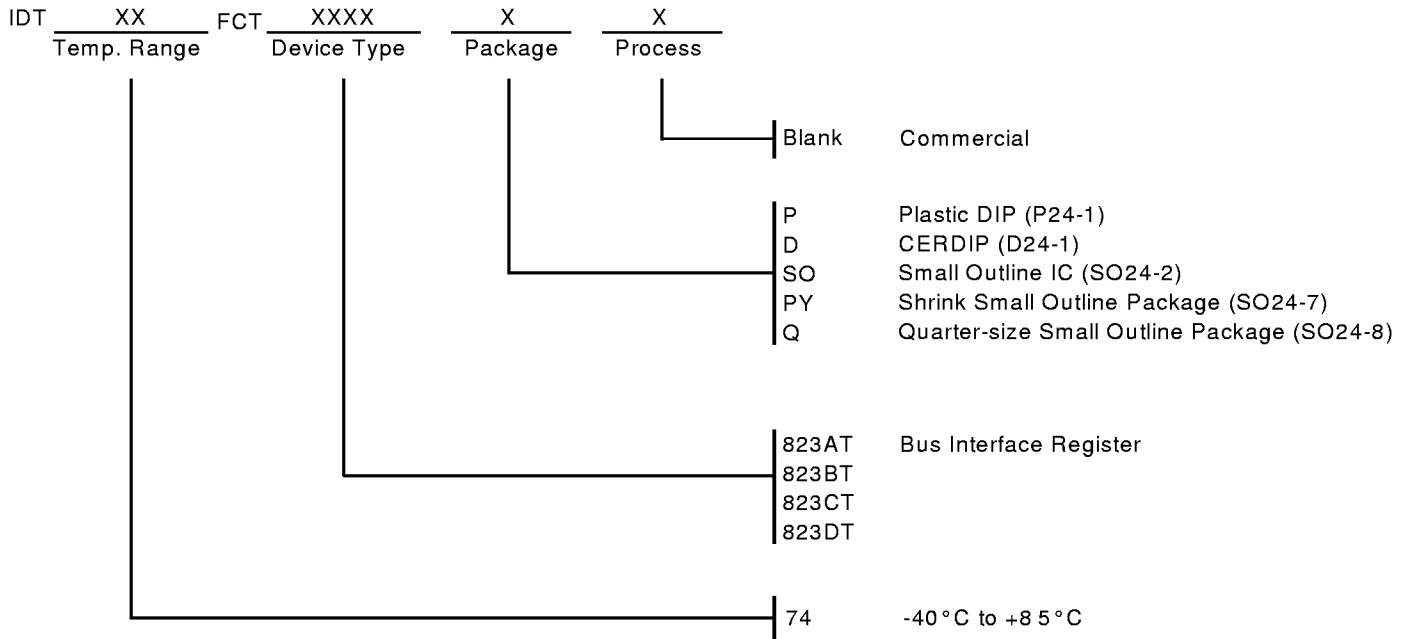 IDT XX FCT XXXX X X
Temp. Range Device Type Package Process
Blank Commercial
P Plastic DIP (P24-1)
D CERDIP (D24-1)
SO Small Outline IC (SO24-2)
PY Shrink Small Outline Package (SO24-7)
Q Quarter-size Small Outline Package (SO24-8)
823AT Bus Interface Register
823BT
823CT
823DT
74 -40°C to +85°C